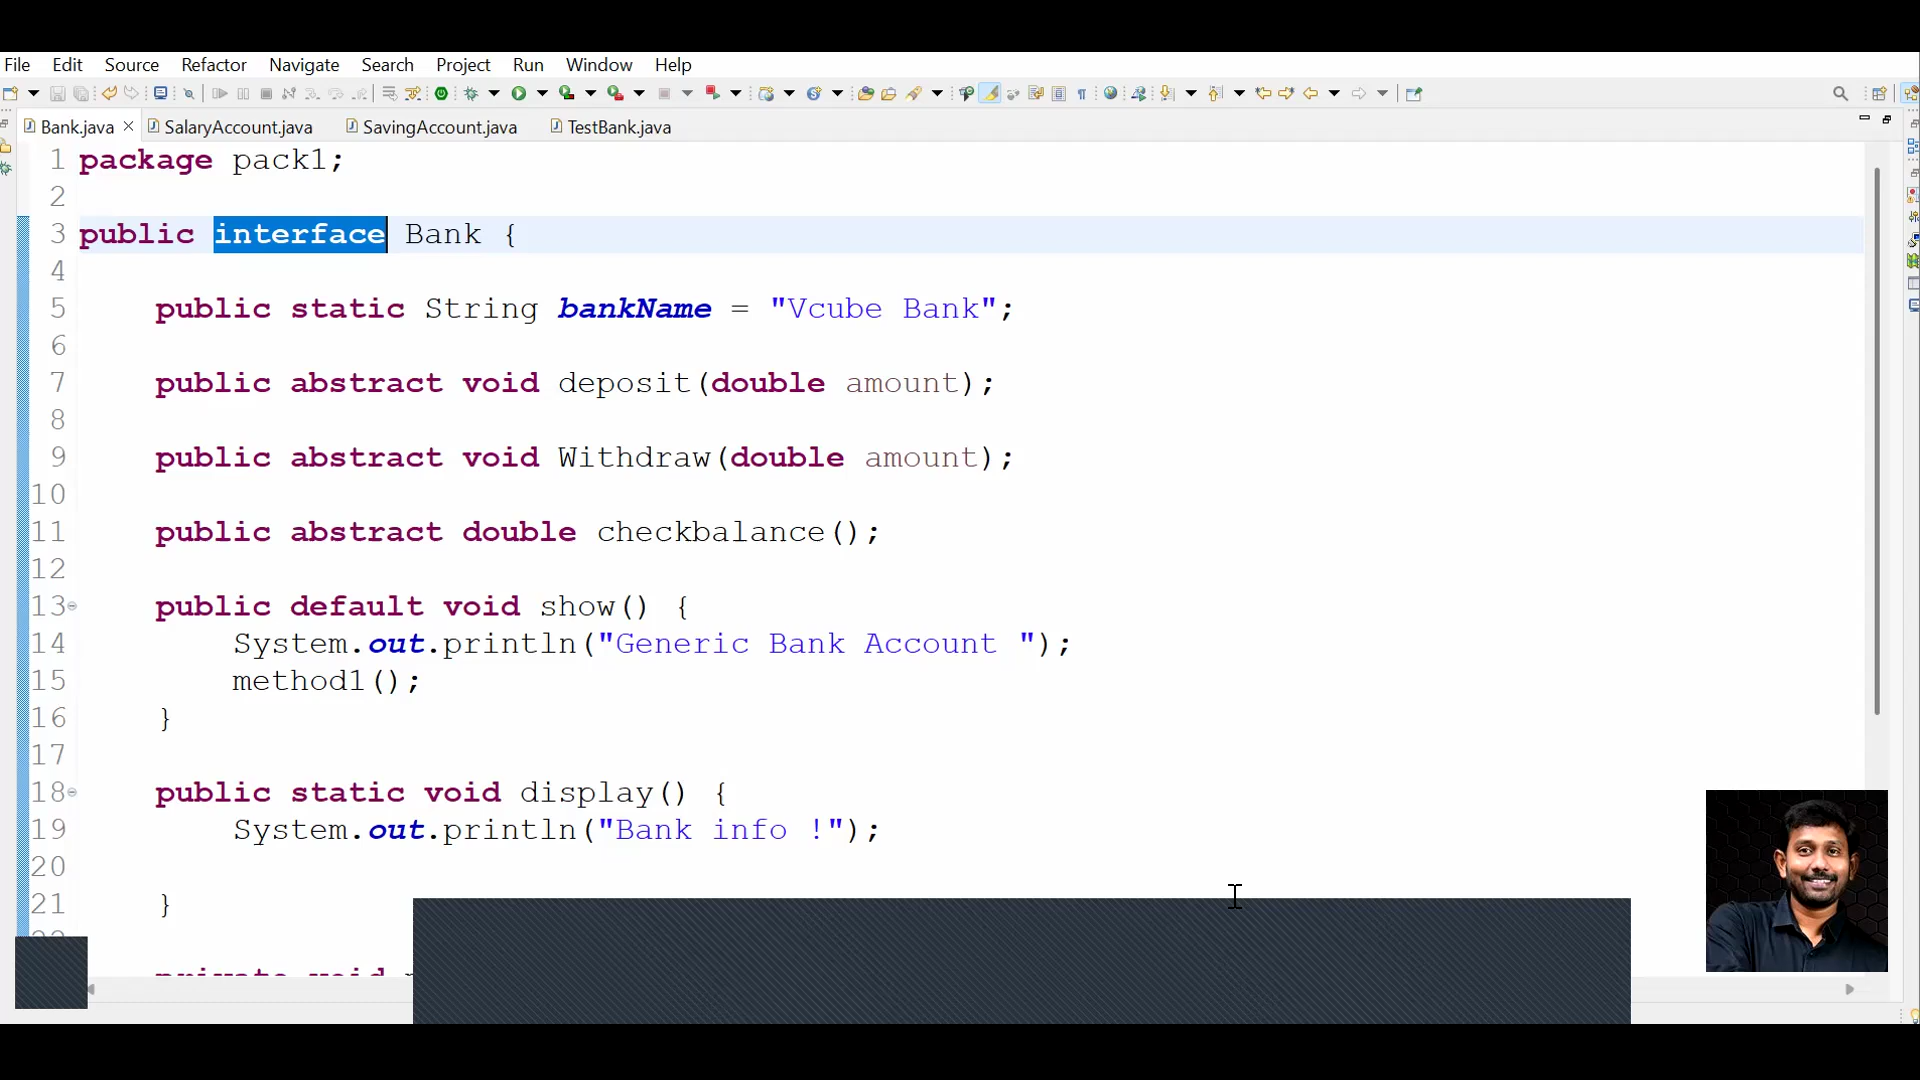 File Edit Source Refactor Navigate Search Project Run Window Help
Bank.java SalaryAccount.java SavingAccount.java TestBank.java
1 package pack1;
2
3 public interface Bank {
4
5 public static String bankName = "Vcube Bank";
6
7 public abstract void deposit(double amount);
8
9 public abstract void Withdraw(double amount);
10
11 public abstract double checkbalance();
12
13 public default void show() {
14 System.out.println("Generic Bank Account ");
15 method1();
16 }
17
18 public static void display() {
19 System.out.println("Bank info !");
20
21 }
private void